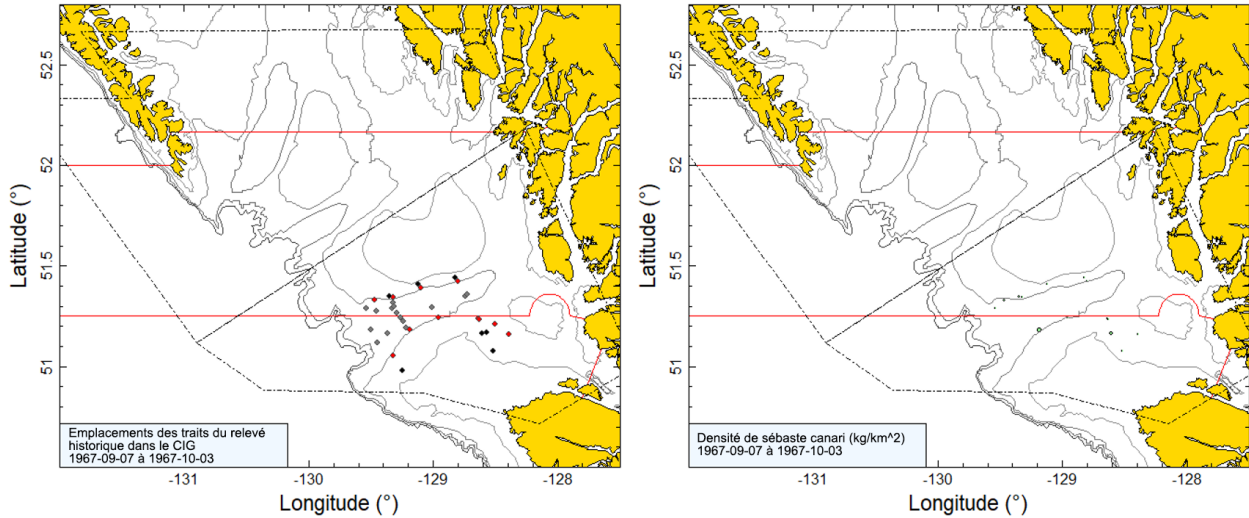 52.5
52
51.5
51
Latitude (°)
-131
-130
-129
-128
Longitude (°)
Emplacements des traits du relevé
historique dans le CIG
1967-09-07 à 1967-10-03
52.5
52
51.5
51
Latitude (°)
-131
-130
-129
-128
Longitude (°)
Densité de sébaste canari (kg/km^2)
1967-09-07 à 1967-10-03